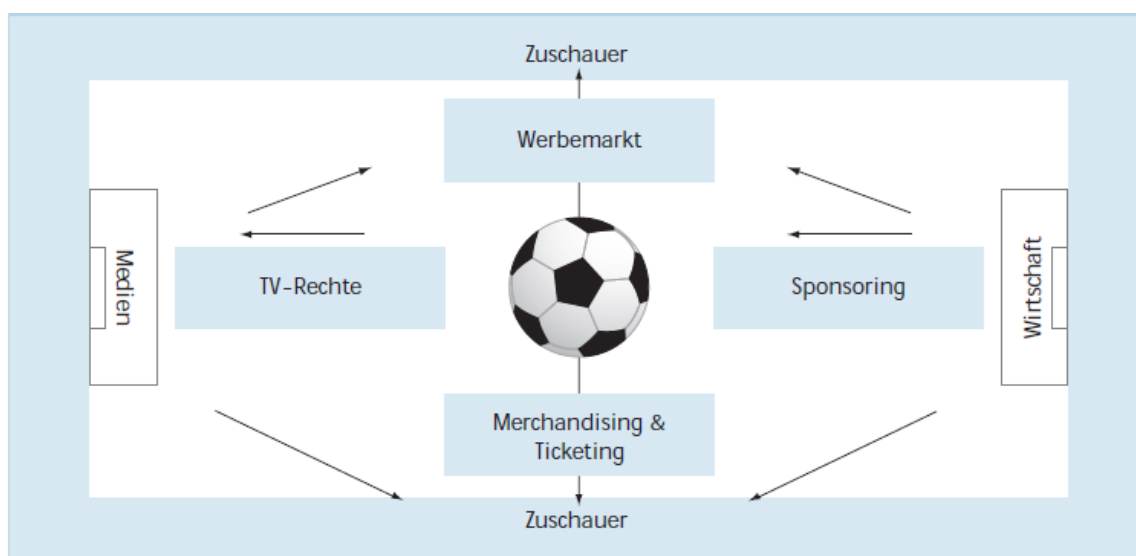 Zuschauer
Werbemarkt
Medien
TV-Rechte
Sponsoring
Wirtschaft
Merchandising &
Ticketing
Zuschauer